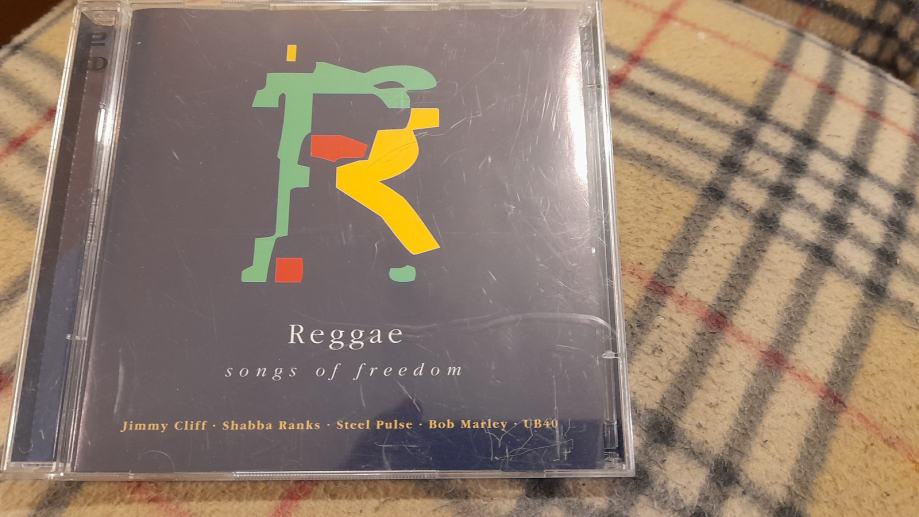 R
Reggae
songs of freedom
Jimmy Cliff · Shabba Ranks · Steel Pulse · Bob Marley · UB40